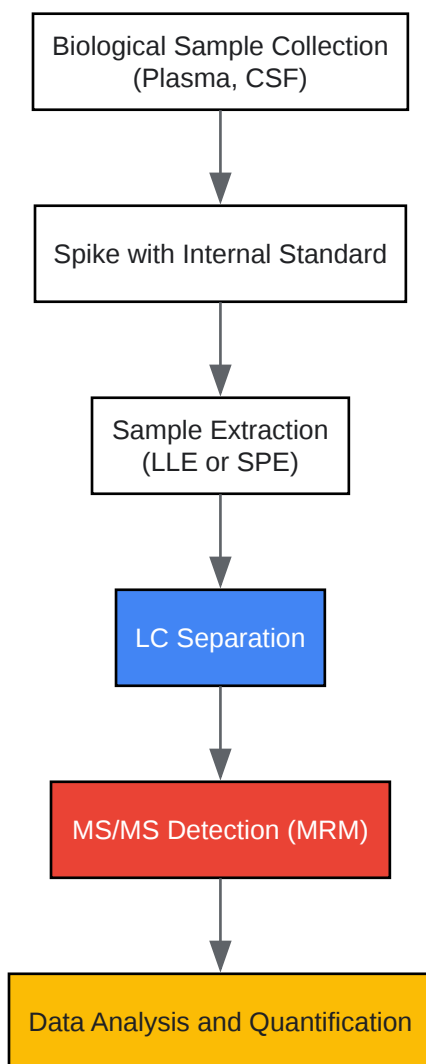 Biological Sample Collection
(Plasma, CSF)
Spike with Internal Standard
Sample Extraction
(LLE or SPE)
LC Separation
MS/MS Detection (MRM)
Data Analysis and Quantification